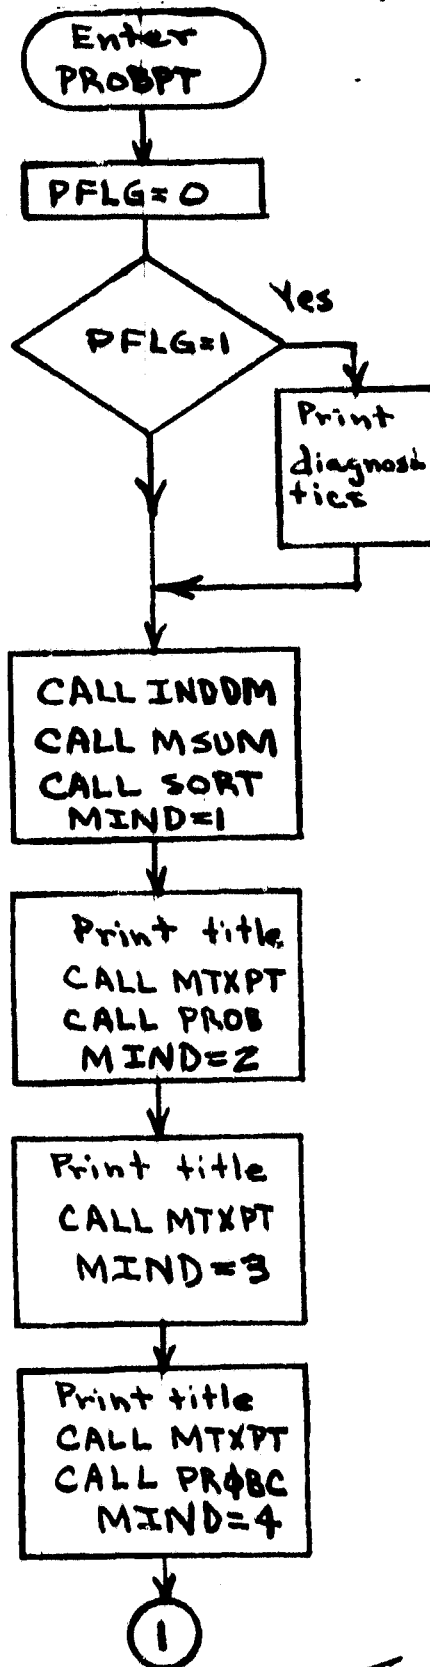 Enter
PROBPT
PFLG=0
PFLG=1
Yes
Print
diagnosi
tics
CALL INDDM
CALL MSUM
CALL SORT
MIND=1
Print title
CALL MTXPT
CALL PROB
MIND=2
Print title
CALL MTXPT
MIND=3
Print title
CALL MTXPT
CALL PRØBC
MIND=4
1